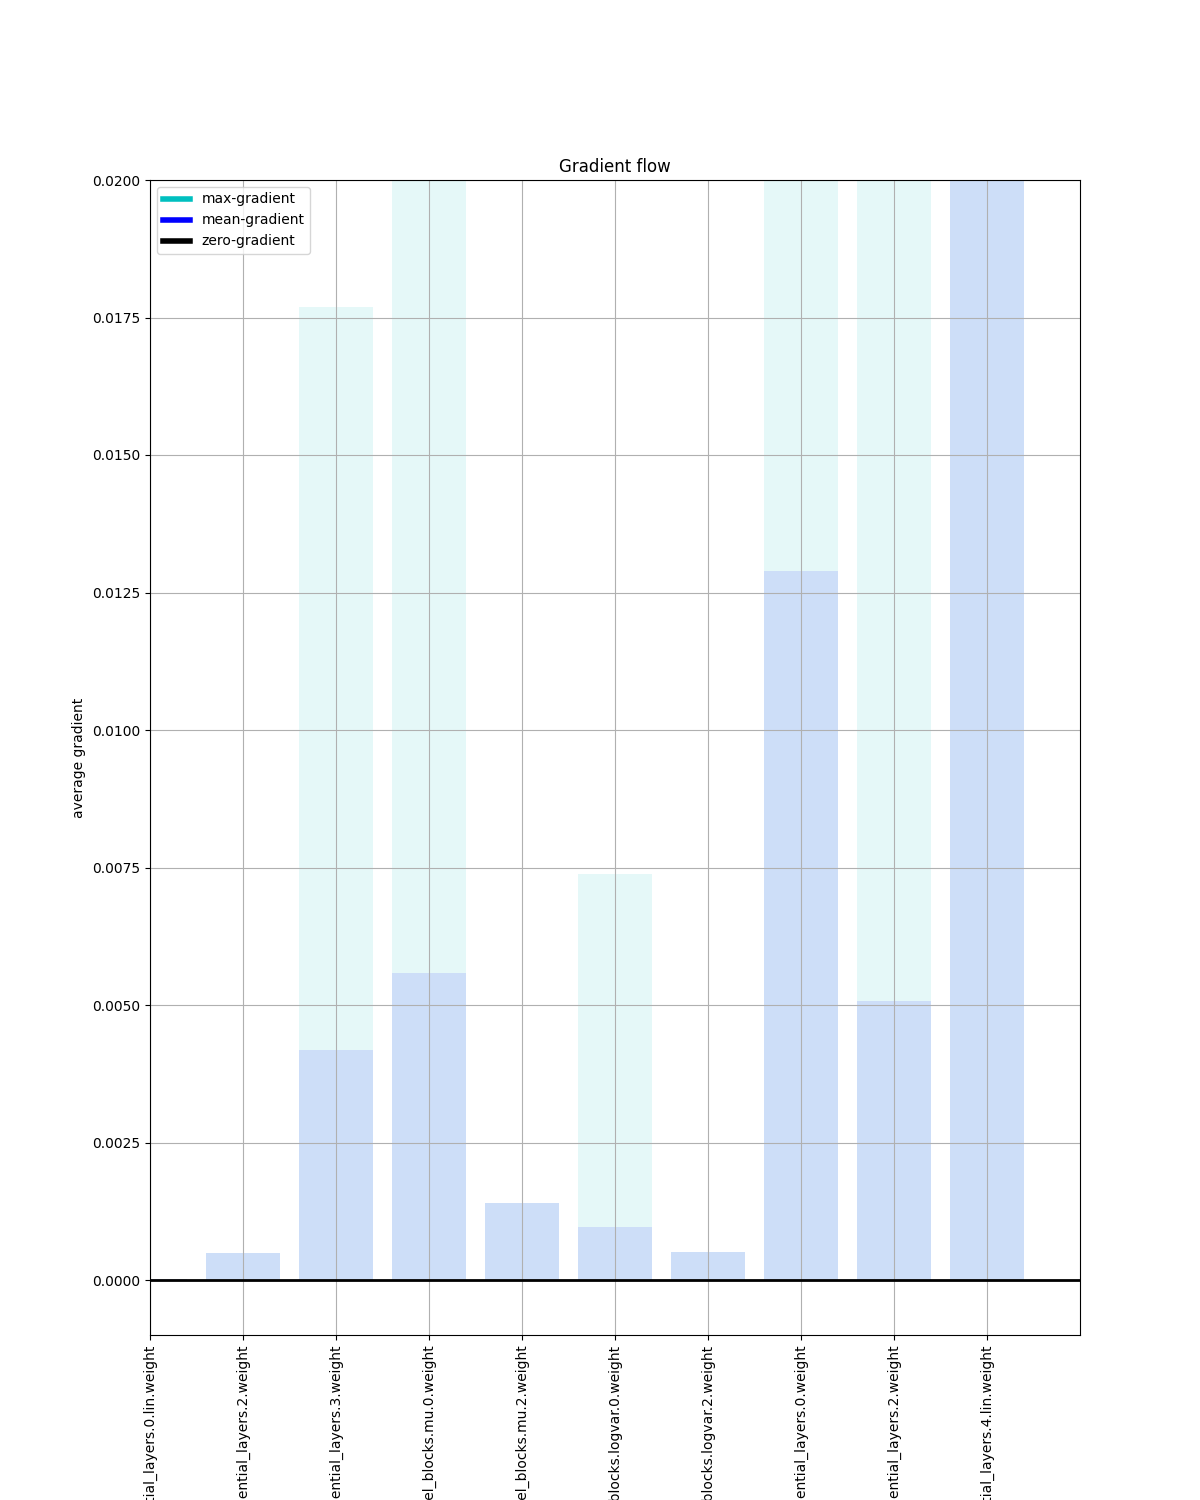 Gradient flow
max-gradient
mean-gradient
zero-gradient
0.0200
0.0175
0.0150
0.0125
0.0100
0.0075
0.0050
0.0025
0.0000
average gradient
tial_layers.0.lin.weight
ential_layers.2.weight
ential_layers.3.weight
el_blocks.mu.0.weight
el_blocks.mu.2.weight
blocks.logvar.0.weight
blocks.logvar.2.weight
ential_layers.0.weight
ential_layers.2.weight
tial_layers.4.lin.weight